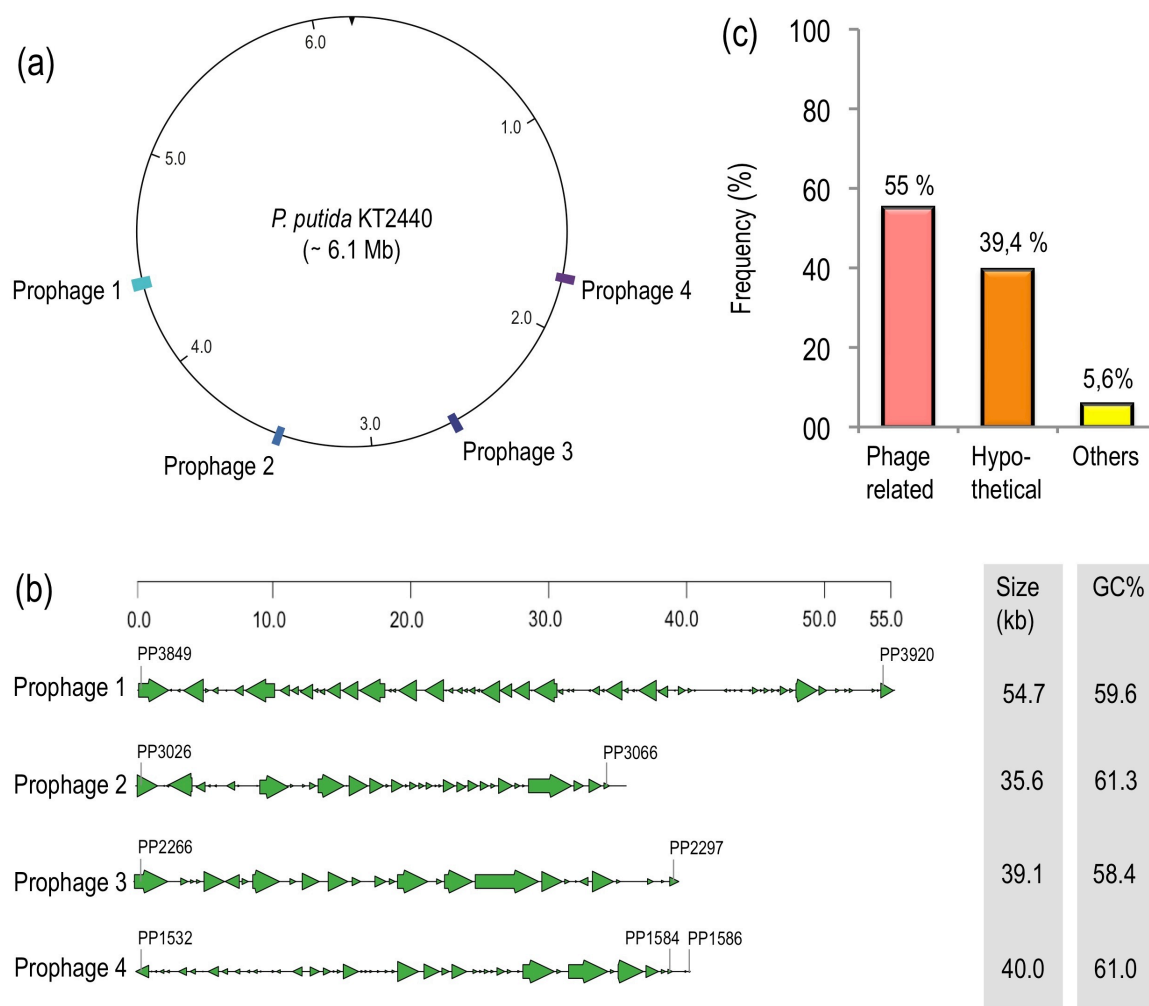 (a)
6.0
1.0
5.0
P. putida KT2440
(~ 6.1 Mb)
Prophage 1
Prophage 4
2.0
4.0
3.0
Prophage 2
Prophage 3
(c)
Frequency (%)
100
80
60
40
20
00
55 %
39,4 %
5,6%
Phage
related
Hypo-
thetical
Others
(b)
0.0 10.0 20.0 30.0 40.0 50.0 55.0
Size
(kb)
GC%
PP3849 PP3920
Prophage 1 54.7 59.6
PP3026 PP3066
Prophage 2 35.6 61.3
PP2266 PP2297
Prophage 3 39.1 58.4
PP1532 PP1584 PP1586
Prophage 4 40.0 61.0